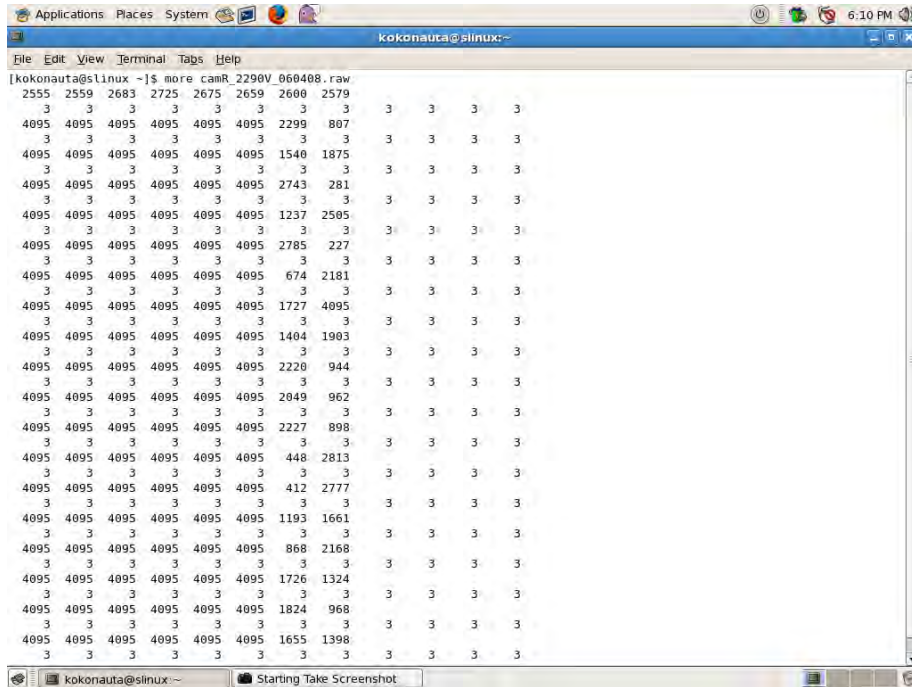 Applications Places System 6:10 PM
kokonauta@slinux:~
File Edit View Terminal Tabs Help
[kokonauta@slinux ~]$ more camR_2290V_060408.raw
2555 2559 2683 2725 2675 2659 2600 2579
3 3 3 3 3 3 3 3 3 3 3 3
4095 4095 4095 4095 4095 4095 2299 807
3 3 3 3 3 3 3 3 3 3 3 3
4095 4095 4095 4095 4095 4095 1540 1875
3 3 3 3 3 3 3 3 3 3 3 3
4095 4095 4095 4095 4095 4095 2743 281
3 3 3 3 3 3 3 3 3 3 3 3
4095 4095 4095 4095 4095 4095 1237 2505
3 3 3 3 3 3 3 3 3 3 3 3
4095 4095 4095 4095 4095 4095 2785 227
3 3 3 3 3 3 3 3 3 3 3 3
4095 4095 4095 4095 4095 4095 674 2181
3 3 3 3 3 3 3 3 3 3 3 3
4095 4095 4095 4095 4095 4095 1727 4095
3 3 3 3 3 3 3 3 3 3 3 3
4095 4095 4095 4095 4095 4095 1404 1903
3 3 3 3 3 3 3 3 3 3 3 3
4095 4095 4095 4095 4095 4095 2220 944
3 3 3 3 3 3 3 3 3 3 3 3
4095 4095 4095 4095 4095 4095 2049 962
3 3 3 3 3 3 3 3 3 3 3 3
4095 4095 4095 4095 4095 4095 2227 898
3 3 3 3 3 3 3 3 3 3 3 3
4095 4095 4095 4095 4095 4095 448 2813
3 3 3 3 3 3 3 3 3 3 3 3
4095 4095 4095 4095 4095 4095 412 2777
3 3 3 3 3 3 3 3 3 3 3 3
4095 4095 4095 4095 4095 4095 1193 1661
3 3 3 3 3 3 3 3 3 3 3 3
4095 4095 4095 4095 4095 4095 868 2168
3 3 3 3 3 3 3 3 3 3 3 3
4095 4095 4095 4095 4095 4095 1726 1324
3 3 3 3 3 3 3 3 3 3 3 3
4095 4095 4095 4095 4095 4095 1824 968
3 3 3 3 3 3 3 3 3 3 3 3
4095 4095 4095 4095 4095 4095 1655 1398
3 3 3 3 3 3 3 3 3 3 3 3
kokonauta@slinux:~ Starting Take Screenshot